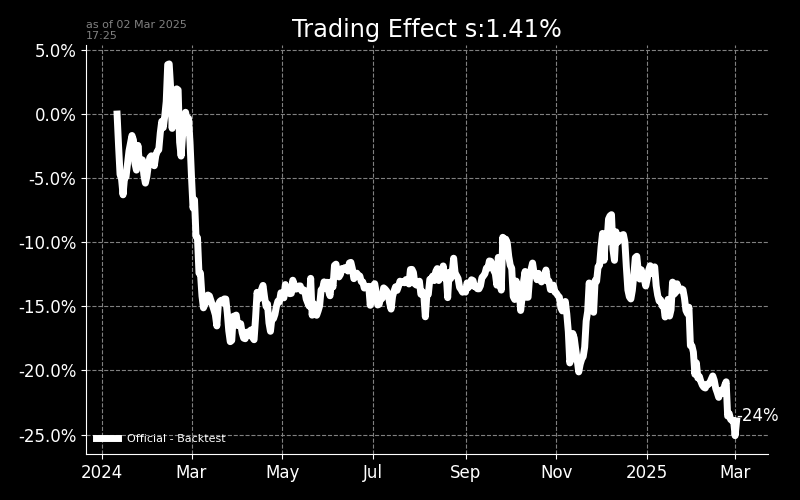 as of 02 Mar 2025
17:25
Trading Effect s:1.41%
5.0%
0.0%
-5.0%
-10.0%
-15.0%
-20.0%
-25.0%
-24%
Official - Backtest
2024 Mar May Jul Sep Nov 2025 Mar